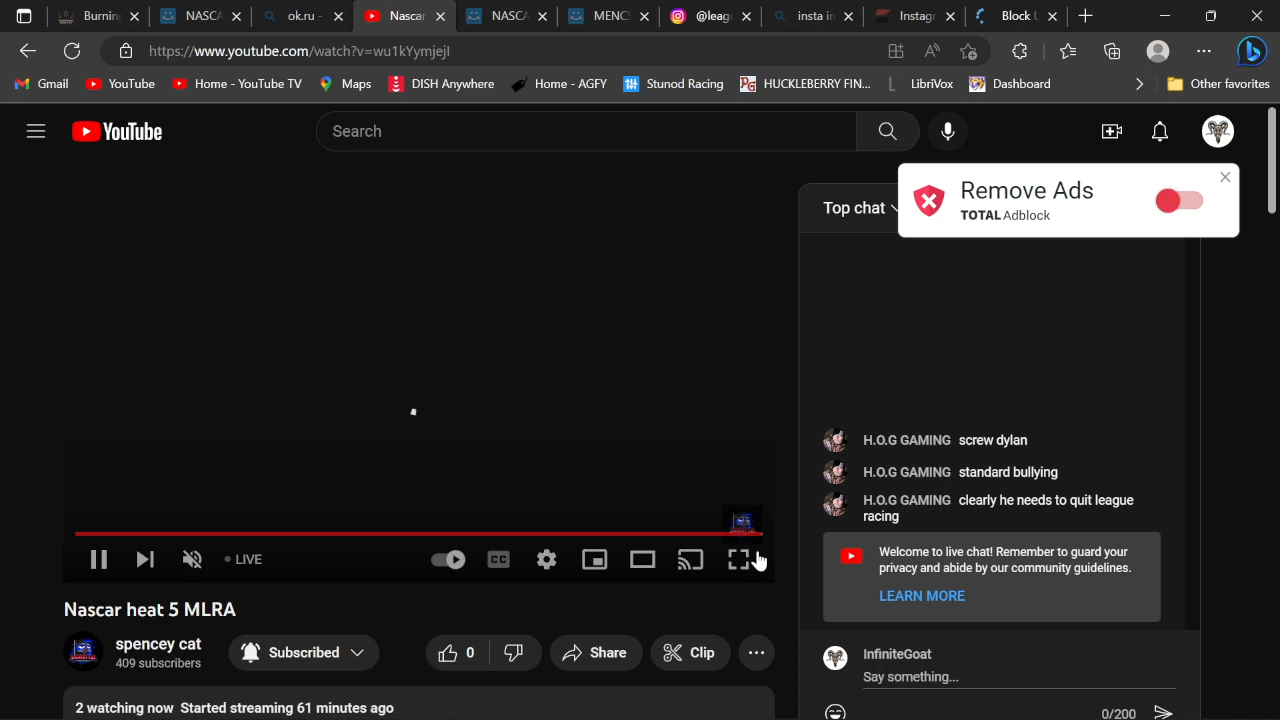 Burnin
NASCA
ok.ru -
Nascar
NASCA
MENCS
@leag
insta in
Instagr
Block U
https://www.youtube.com/watch?v=wu1kYymjejI
Gmail
YouTube
Home - YouTube TV
Maps
DISH Anywhere
Home - AGFY
Stunod Racing
HUCKLEBERRY FIN...
LibriVox
Dashboard
Other favorites
YouTube
Search
Remove Ads
TOTAL Adblock
Top chat
H.O.G GAMING screw dylan
H.O.G GAMING standard bullying
H.O.G GAMING clearly he needs to quit league
racing
Welcome to live chat! Remember to guard your
privacy and abide by our community guidelines.
LEARN MORE
CC
LIVE
Nascar heat 5 MLRA
spencey cat
409 subscribers
Subscribed
0
Share
Clip
InfiniteGoat
Say something...
0/200
2 watching now Started streaming 61 minutes ago